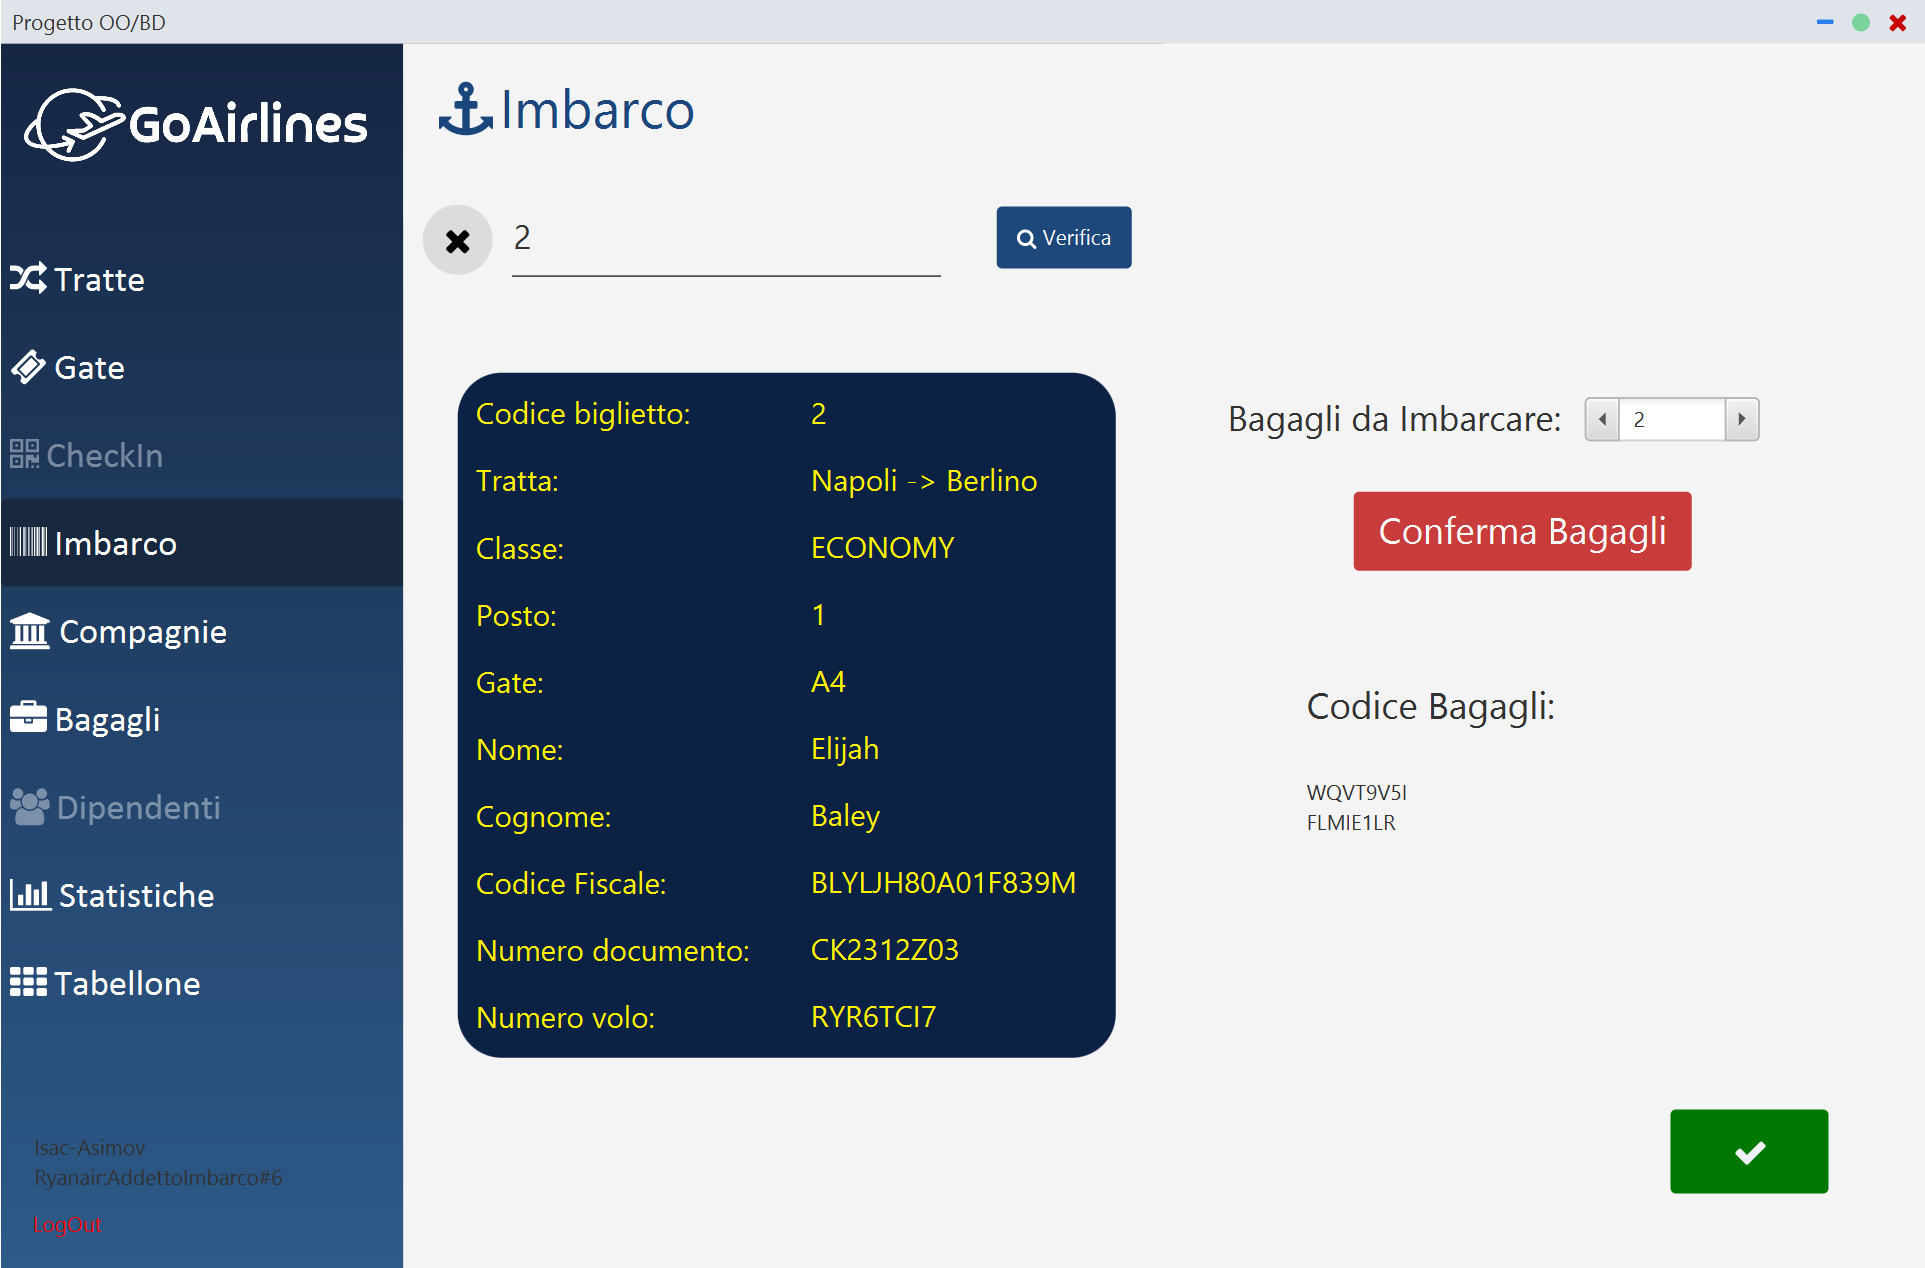 Progetto OO/BD
GoAirlines
Tratte
Gate
CheckIn
Imbarco
Compagnie
Bagagli
Dipendenti
Statistiche
Tabellone
Isac-Asimov
Ryanair:AddettoImbarco#6
LogOut
Imbarco
2
Verifica
Codice biglietto: 2
Tratta: Napoli -> Berlino
Classe: ECONOMY
Posto: 1
Gate: A4
Nome: Elijah
Cognome: Baley
Codice Fiscale: BLYLJH80A01F839M
Numero documento: CK2312Z03
Numero volo: RYR6TCI7
Bagagli da Imbarcare: 2
Conferma Bagagli
Codice Bagagli:
WQVT9V5I
FLMIE1LR